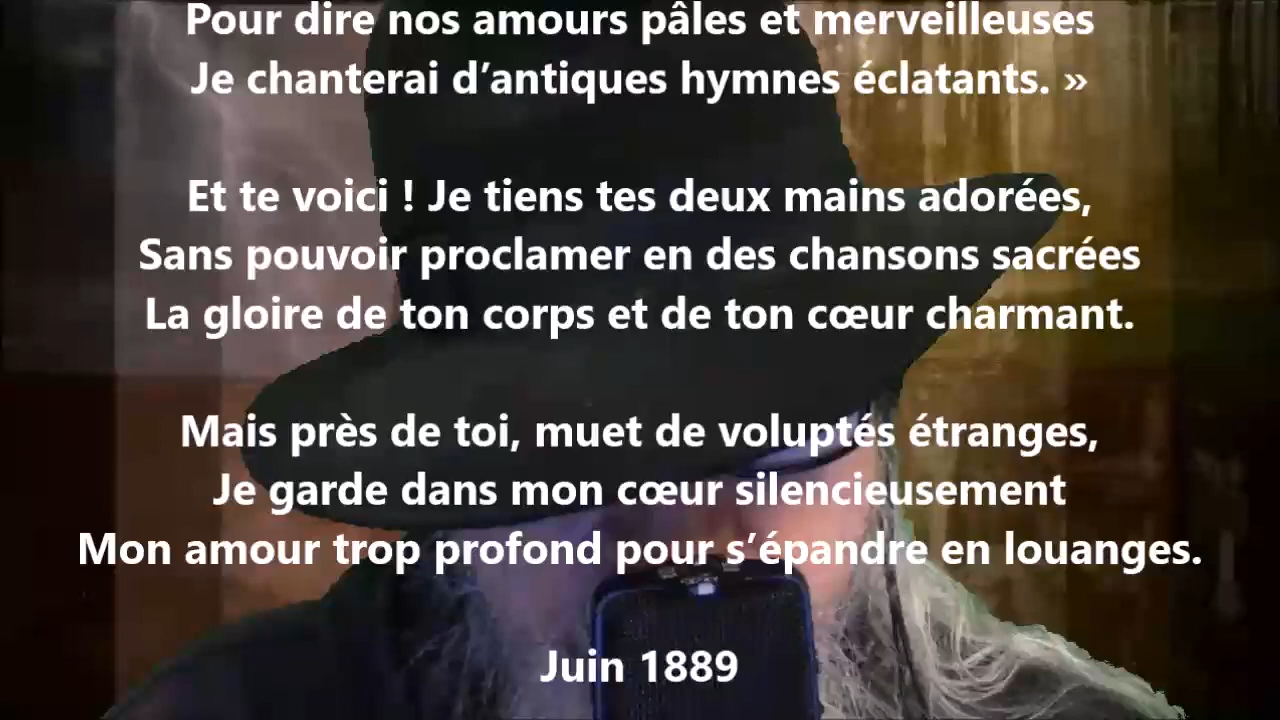 Pour dire nos amours pâles et merveilleuses
Je chanterai d’antiques hymnes éclatants. »
Et te voici ! Je tiens tes deux mains adorées,
Sans pouvoir proclamer en des chansons sacrées
La gloire de ton corps et de ton cœur charmant.
Mais près de toi, muet de voluptés étranges,
Je garde dans mon cœur silencieusement
Mon amour trop profond pour s’épandre en louanges.
Juin 1889